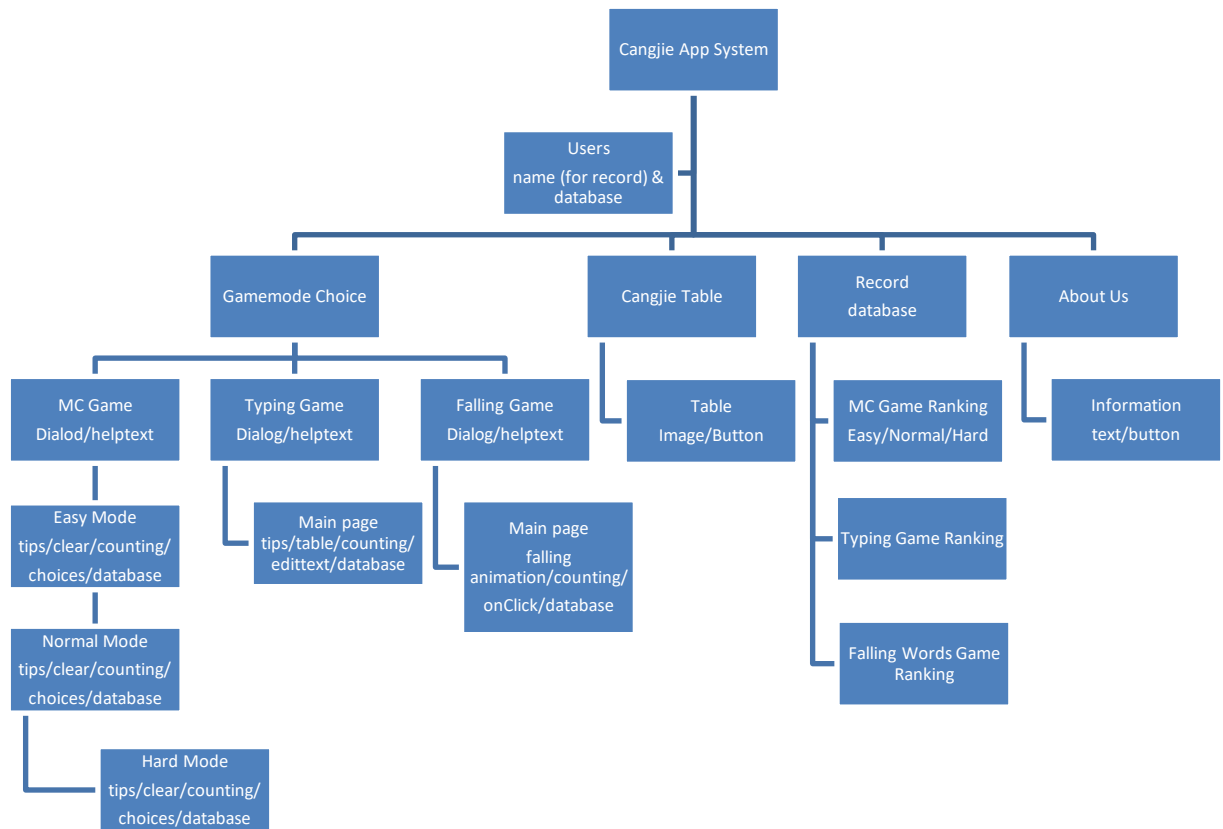 Cangjie App System
Users
name (for record) &
database
Gamemode Choice
Cangjie Table
Record
database
About Us
MC Game
Dialod/helptext
Typing Game
Dialog/helptext
Falling Game
Dialog/helptext
Table
Image/Button
MC Game Ranking
Easy/Normal/Hard
Information
text/button
Easy Mode
tips/clear/counting/
choices/database
Main page
tips/table/counting/
edittext/database
Main page
falling
animation/counting/
onClick/database
Typing Game Ranking
Normal Mode
tips/clear/counting/
choices/database
Falling Words Game
Ranking
Hard Mode
tips/clear/counting/
choices/database